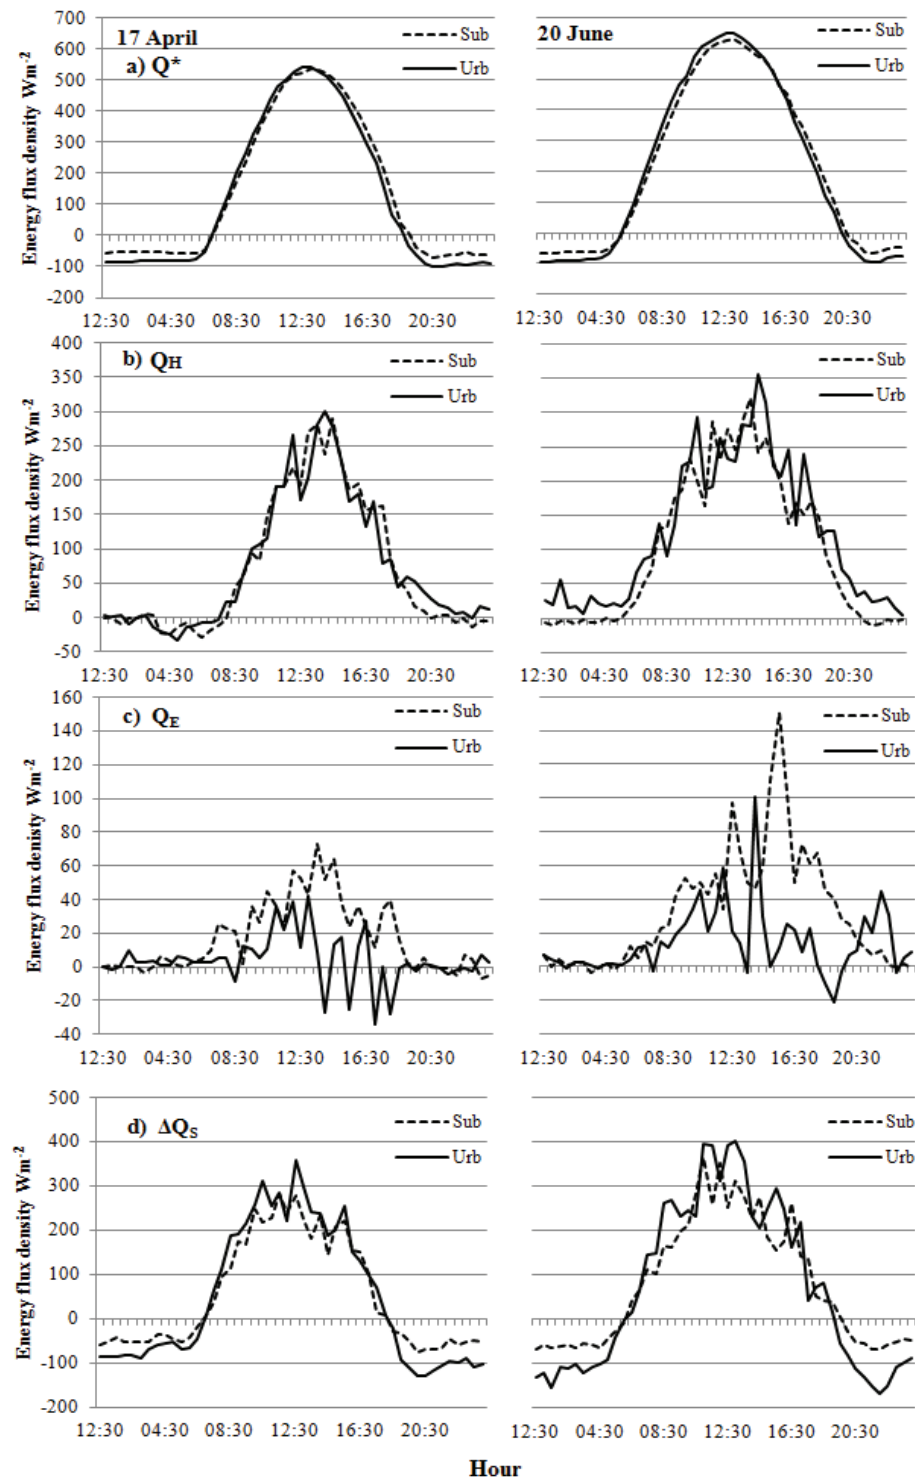 17 April
a) Q*
Sub
Urb
Energy flux density Wm-2
700
600
500
400
300
200
100
0
-100
-200
12:30 04:30 08:30 12:30 16:30 20:30
20 June
Sub
Urb
12:30 04:30 08:30 12:30 16:30 20:30
b) QH
Sub
Urb
Energy flux density Wm-2
400
350
300
250
200
150
100
50
0
-50
12:30 04:30 08:30 12:30 16:30 20:30
Sub
Urb
12:30 04:30 08:30 12:30 16:30 20:30
c) QE
Sub
Urb
Energy flux denisty Wm-2
160
140
120
100
80
60
40
20
0
-20
-40
12:30 04:30 08:30 12:30 16:30 20:30
Sub
Urb
12:30 04:30 08:30 12:30 16:30 20:30
d) ΔQS
Sub
Urb
Energy flux density Wm-2
500
400
300
200
100
0
-100
-200
12:30 04:30 08:30 12:30 16:30 20:30
Sub
Urb
12:30 04:30 08:30 12:30 16:30 20:30
Hour